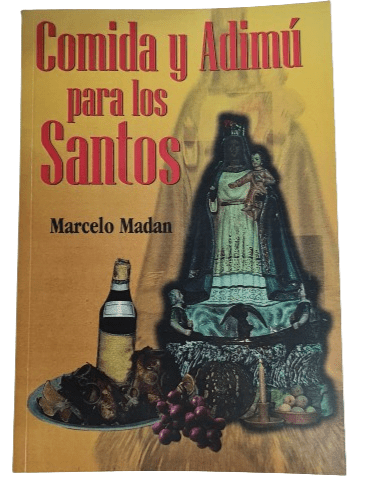 Comida y Adimú
para los
Santos
Marcelo Madan